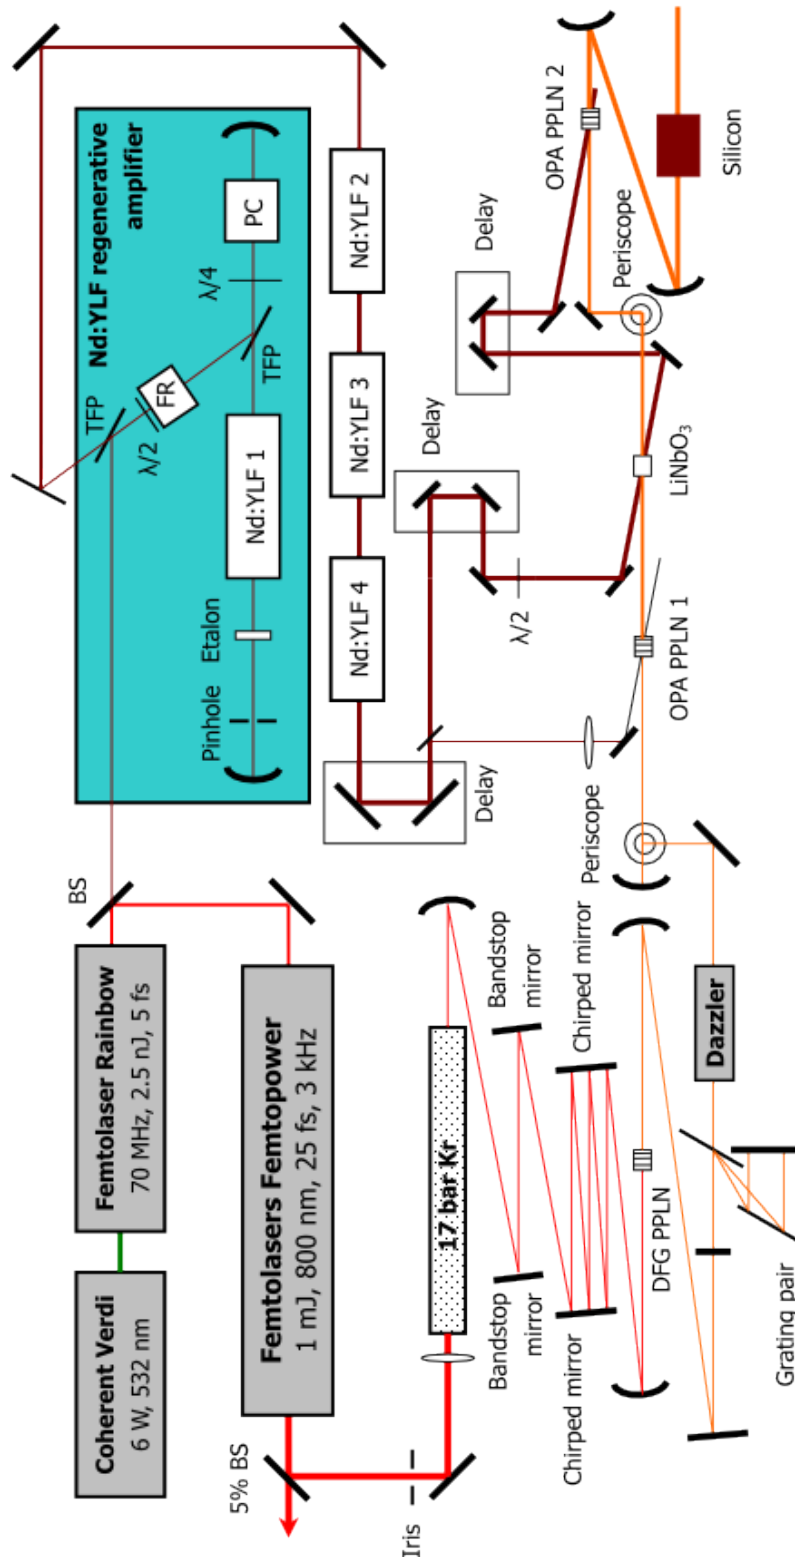 Coherent Verdi
6 W, 532 nm
Femtolaser Rainbow
70 MHz, 2.5 nJ, 5 fs
BS
Nd:YLF regenerative
amplifier
TFP
λ/2
FR
TFP
λ/4
PC
Pinhole
Etalon
Nd:YLF 1
Femtolasers Femtopower
1 mJ, 800 nm, 25 fs, 3 kHz
5% BS
Iris
Nd:YLF 4
Nd:YLF 3
Nd:YLF 2
Delay
Delay
Delay
17 bar Kr
Bandstop
mirror
Bandstop
mirror
Chirped mirror
Chirped mirror
DFG PPLN
Periscope
λ/2
OPA PPLN 1
LiNbO3
Periscope
OPA PPLN 2
Silicon
Dazzler
Grating pair